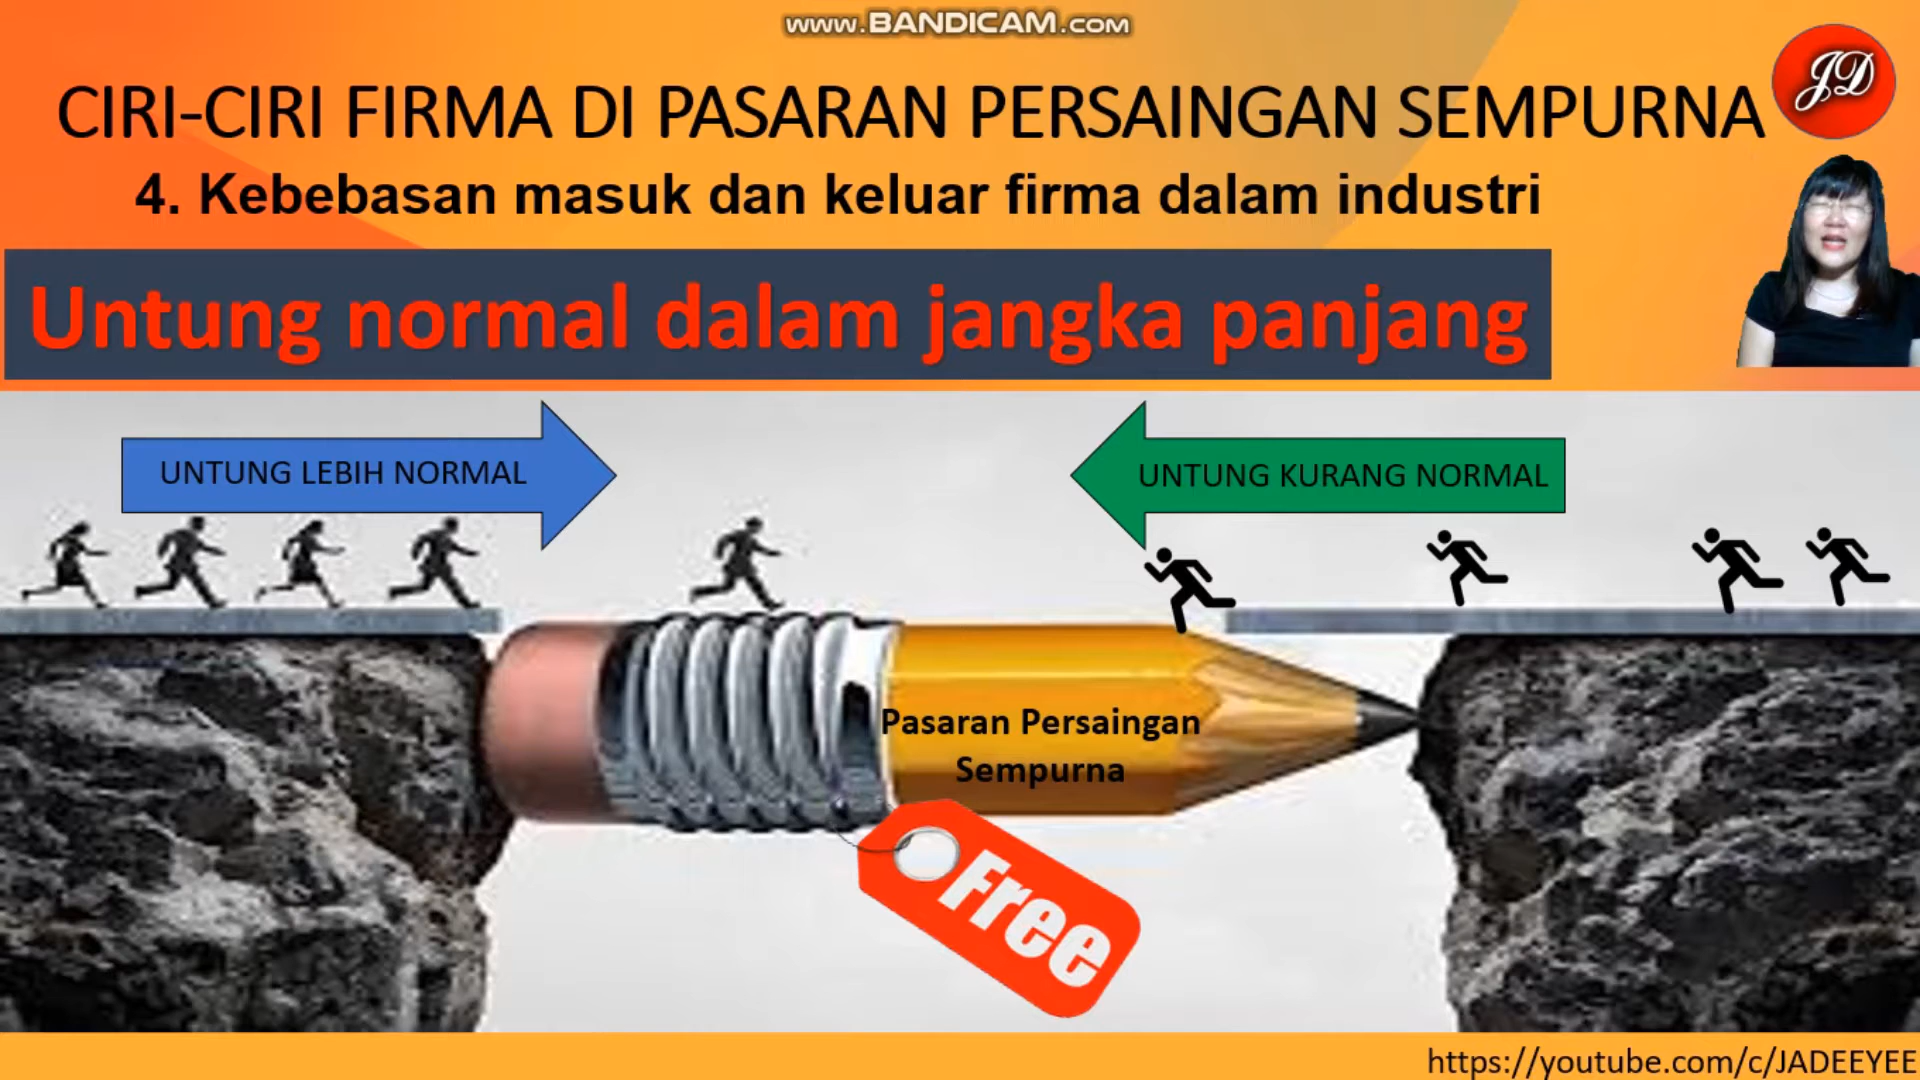 www.BANDICAM.com
CIRI-CIRI FIRMA DI PASARAN PERSAINGAN SEMPURNA
JD
4. Kebebasan masuk dan keluar firma dalam industri
Untung normal dalam jangka panjang
UNTUNG LEBIH NORMAL
UNTUNG KURANG NORMAL
Pasaran Persaingan
Sempurna
Free
https://youtube.com/c/JADEEYEE